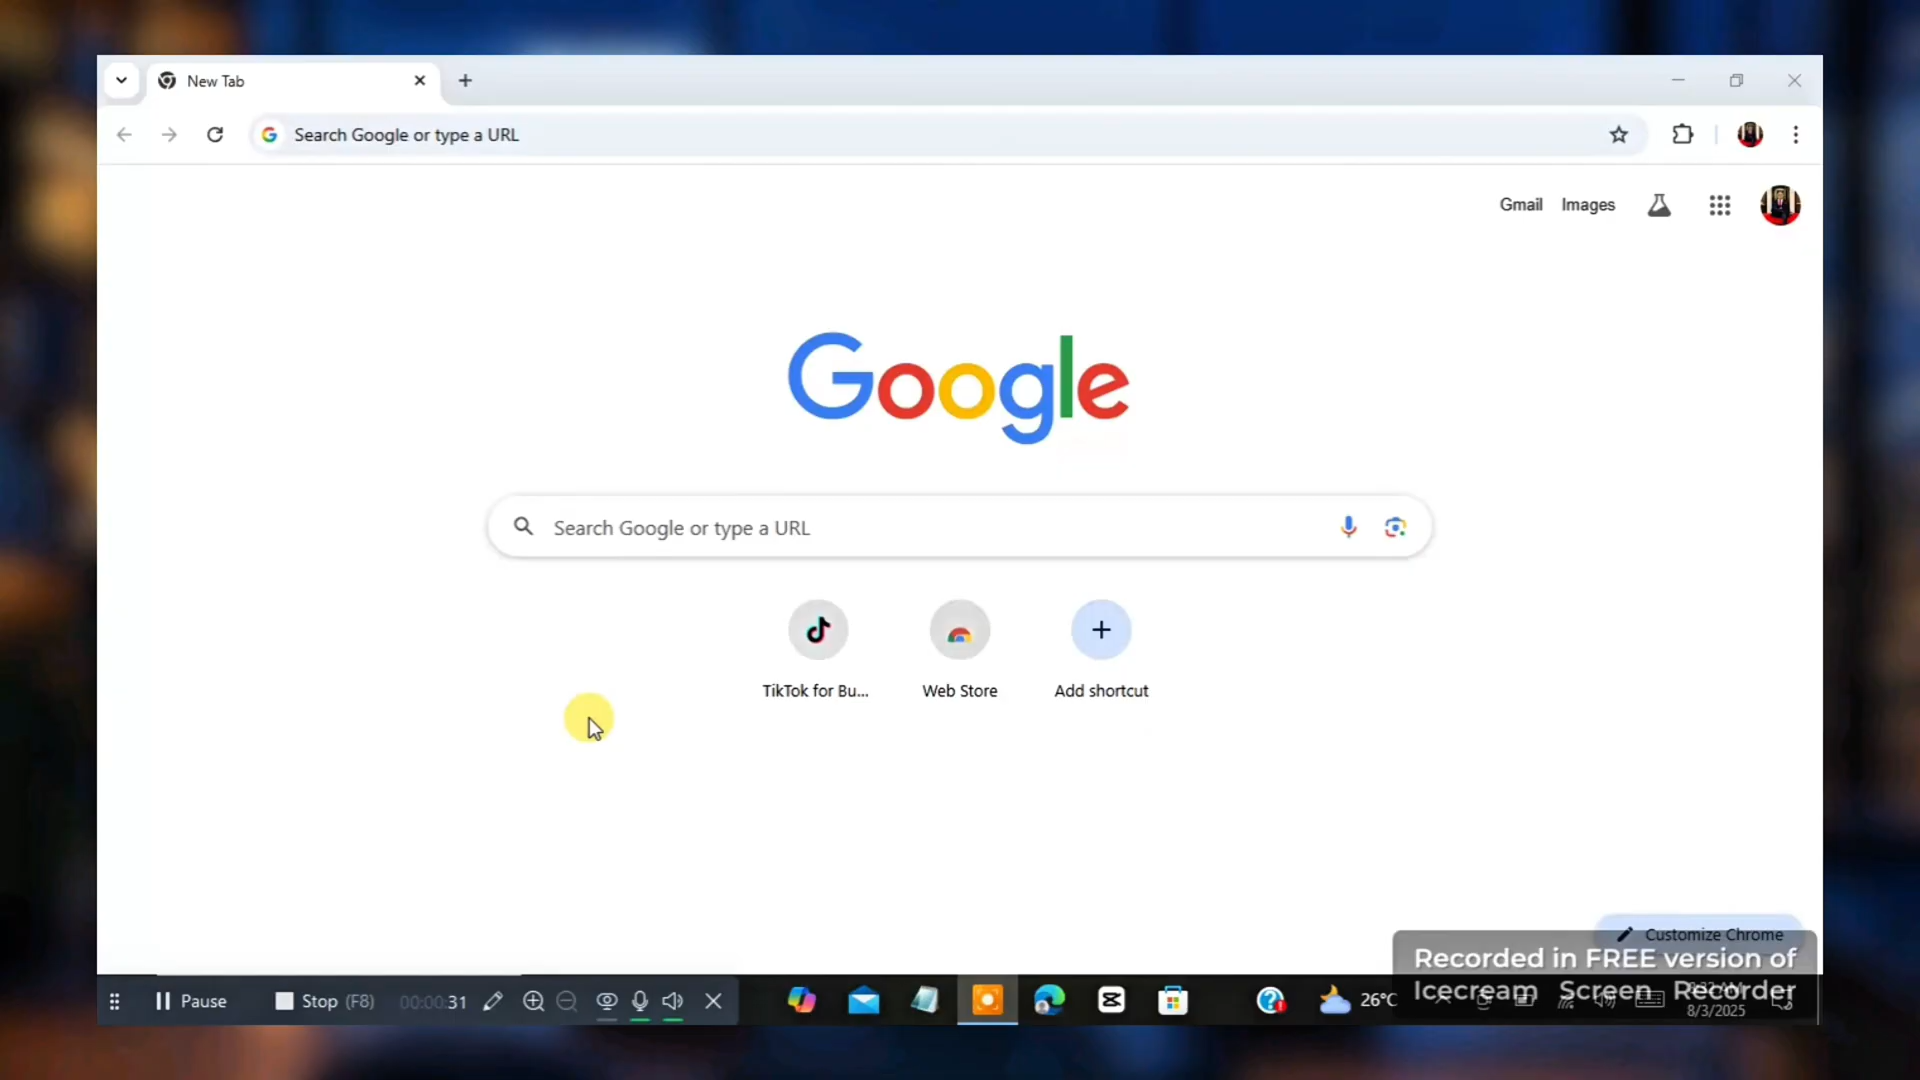 New Tab
Search Google or type a URL
Gmail Images
Google
Search Google or type a URL
TikTok for Bu... Web Store Add shortcut
Customize Chrome
Recorded in FREE version of
Icecream Screen Recorder
Pause Stop (F8) 00:00:31 26°C
8/3/2025